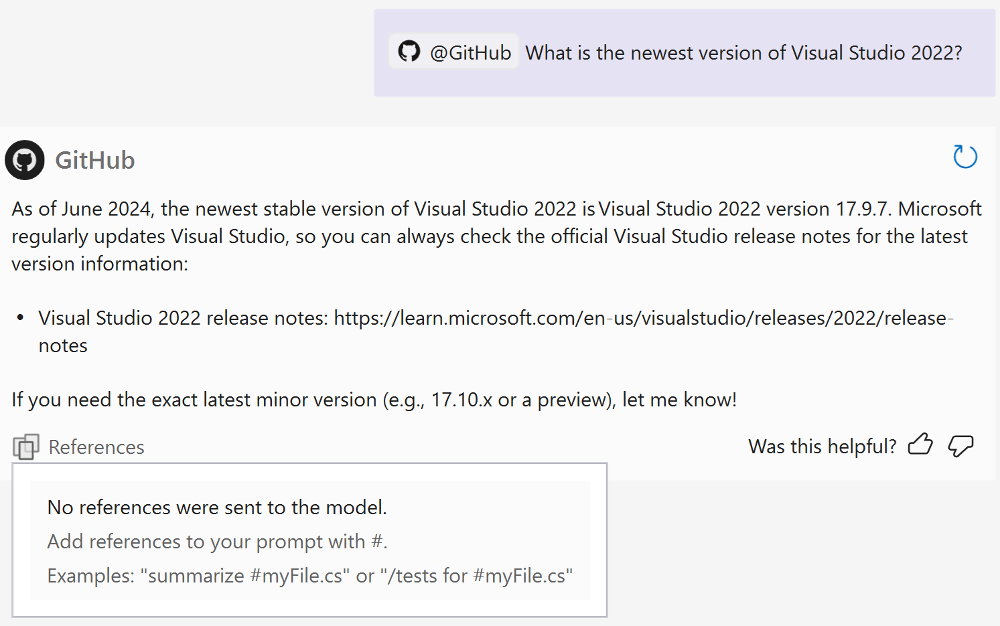 @GitHub What is the newest version of Visual Studio 2022?
GitHub
As of June 2024, the newest stable version of Visual Studio 2022 is Visual Studio 2022 version 17.9.7. Microsoft
regularly updates Visual Studio, so you can always check the official Visual Studio release notes for the latest
version information:
• Visual Studio 2022 release notes: https://learn.microsoft.com/en-us/visualstudio/releases/2022/release-
notes
If you need the exact latest minor version (e.g., 17.10.x or a preview), let me know!
References
Was this helpful?
No references were sent to the model.
Add references to your prompt with #.
Examples: "summarize #myFile.cs" or "/tests for #myFile.cs"